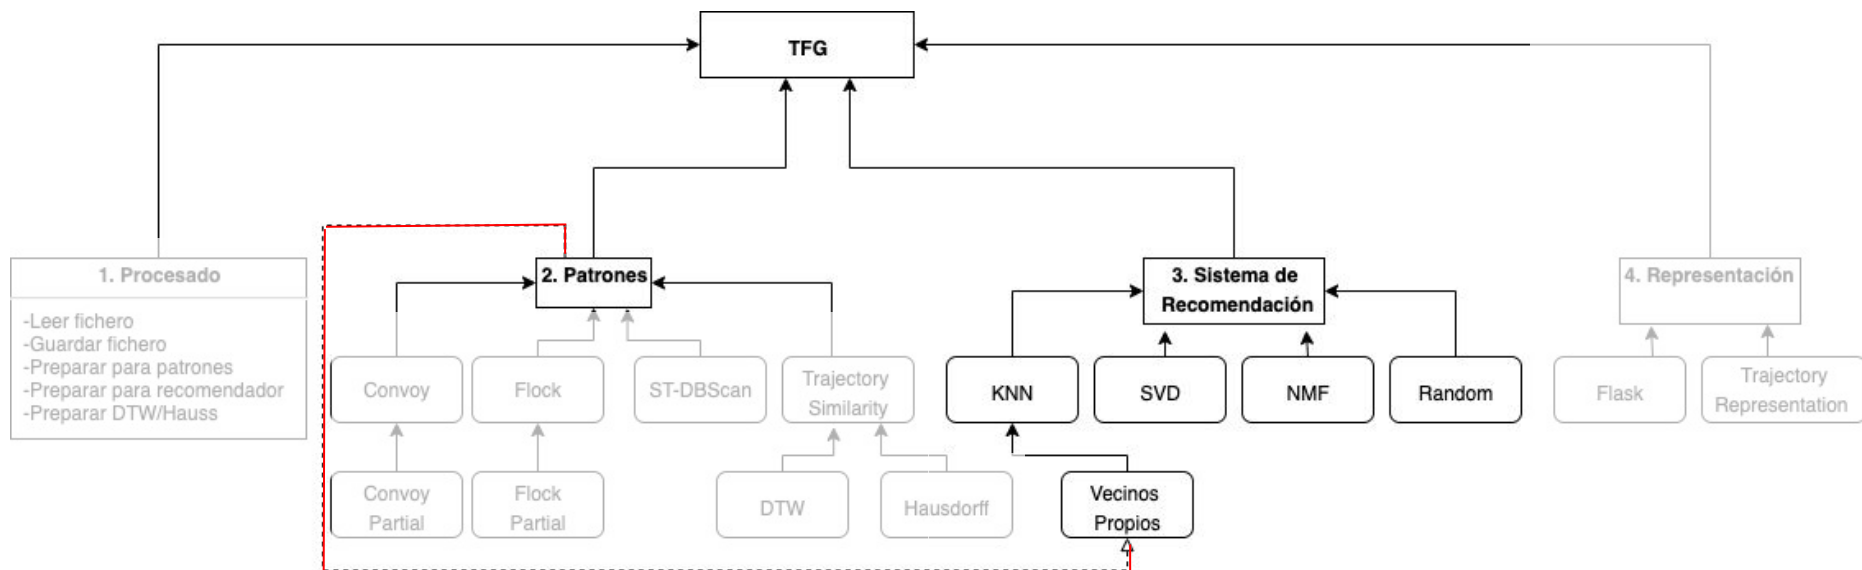 TFG
1. Procesado
-Leer fichero
-Guardar fichero
-Preparar para patrones
-Preparar para recomendador
-Preparar DTW/Hauss
2. Patrones
Convoy
Flock
ST-DBScan
Trajectory
Similarity
Convoy
Partial
Flock
Partial
DTW
Hausdorff
3. Sistema de
Recomendación
KNN
SVD
NMF
Random
Vecinos
Propios
4. Representación
Flask
Trajectory
Representation